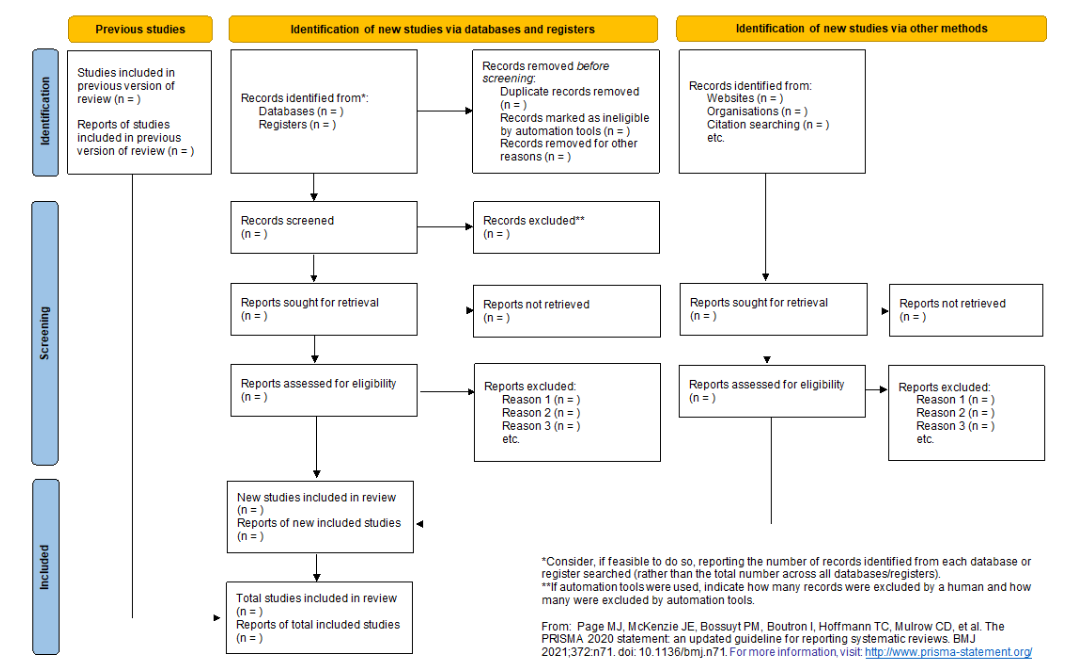 Previous studies
Identification of new studies via databases and registers
Identification of new studies via other methods
Identification
Studies included in
previous version of
review (n = )
Reports of studies
included in previous
version of review (n = )
Records identified from*:
Databases (n = )
Registers (n = )
Records removed before
screening:
Duplicate records removed
(n = )
Records marked as ineligible
by automation tools (n = )
Records removed for other
reasons (n = )
Records identified from:
Websites (n = )
Organisations (n = )
Citation searching (n = )
etc.
Screening
Records screened
(n = )
Records excluded**
(n = )
Reports sought for retrieval
(n = )
Reports not retrieved
(n = )
Reports sought for retrieval
(n = )
Reports not retrieved
(n = )
Reports assessed for eligibility
(n = )
Reports excluded:
Reason 1 (n = )
Reason 2 (n = )
Reason 3 (n = )
etc.
Reports assessed for eligibility
(n = )
Reports excluded:
Reason 1 (n = )
Reason 2 (n = )
Reason 3 (n = )
etc.
Included
New studies included in review
(n = )
Reports of new included studies
(n = )
Total studies included in review
(n = )
Reports of total included studies
(n = )
*Consider, if feasible to do so, reporting the number of records identified from each database or
register searched (rather than the total number across all databases/registers).
**If automation tools were used, indicate how many records were excluded by a human and how
many were excluded by automation tools.
From: Page MJ, McKenzie JE, Bossuyt PM, Boutron I, Hoffmann TC, Mulrow CD, et al. The
PRISMA 2020 statement: an updated guideline for reporting systematic reviews. BMJ
2021;372:n71. doi: 10.1136/bmj.n71. For more information, visit: http://www.prisma-statement.org/